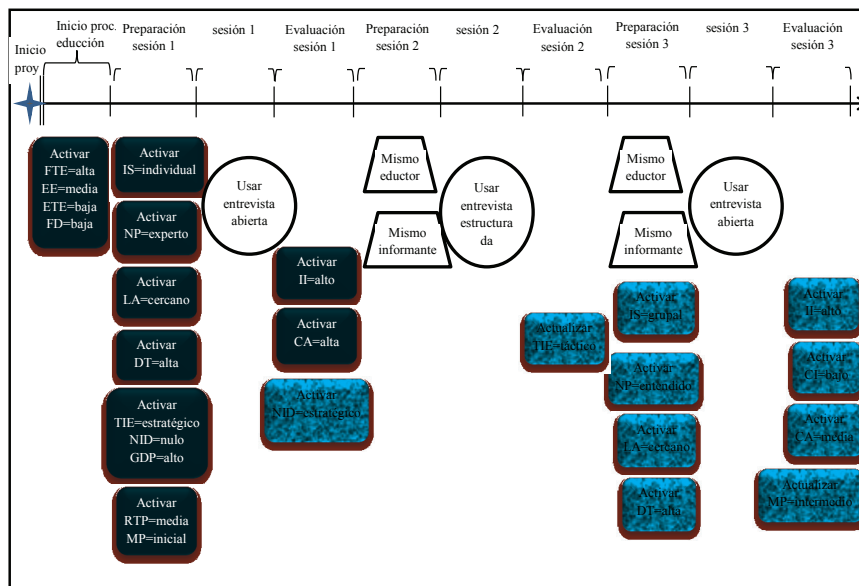 Inicio
proy
Inicio proc.
educción
Preparación
sesión 1
sesión 1
Evaluación
sesión 1
Preparación
sesión 2
sesión 2
Evaluación
sesión 2
Preparación
sesión 3
sesión 3
Evaluación
sesión 3
Activar
FTE=alta
EE=media
ETE=baja
FD=baja
Activar
IS=individual
Activar
NP=experto
Activar
LA=cercano
Activar
DT=alta
Activar
TIE=estratégico
NID=nulo
GDP=alto
Activar
RTP=media
MP=inicial
Usar
entrevista
abierta
Activar
II=alto
Activar
CA=alta
Activar
NID=estratégico
Mismo
eductor
Mismo
informante
Usar
entrevista
estructura
da
Actualizar
TIE=táctico
Mismo
eductor
Mismo
informante
Activar
IS=grupal
Activar
NP=entendido
Activar
LA=cercano
Activar
DT=alta
Usar
entrevista
abierta
Activar
II=alto
Activar
CI=bajo
Activar
CA=media
Actualizar
MP=intermedio